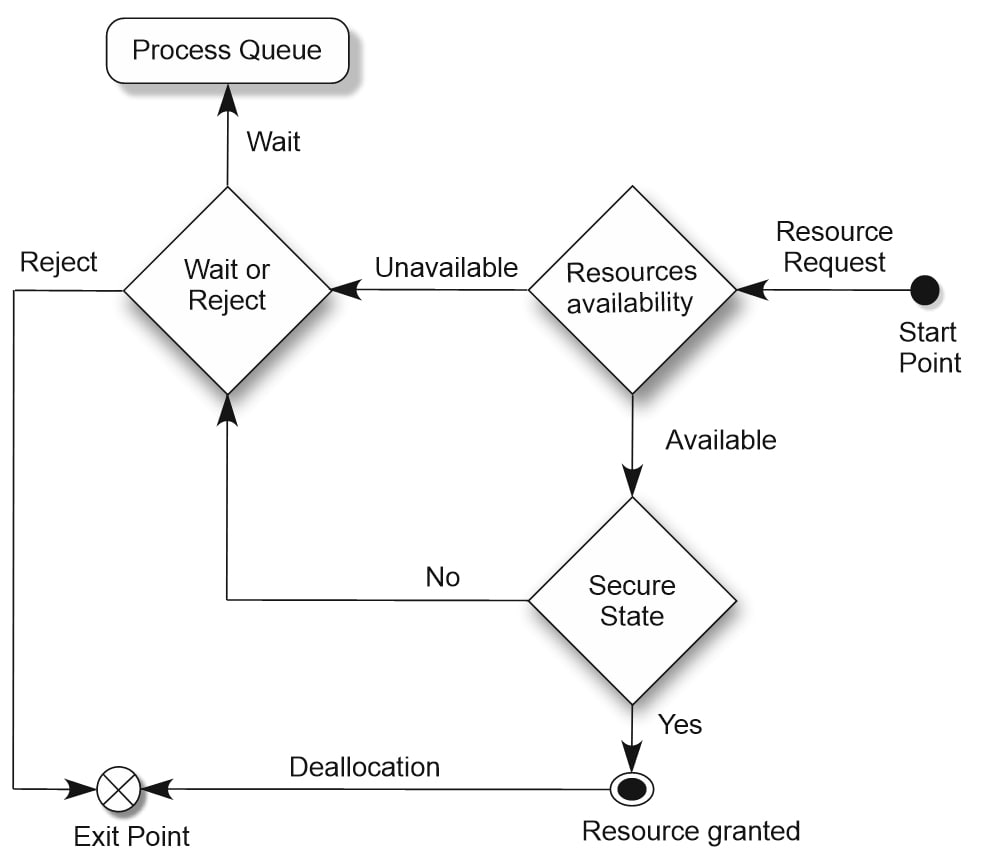 Process Queue
Wait
Resource
Request
Reject
Wait or
Reject
Unavailable
Resources
availability
Start
Point
Available
No
Secure
State
Yes
Deallocation
Exit Point
Resource granted